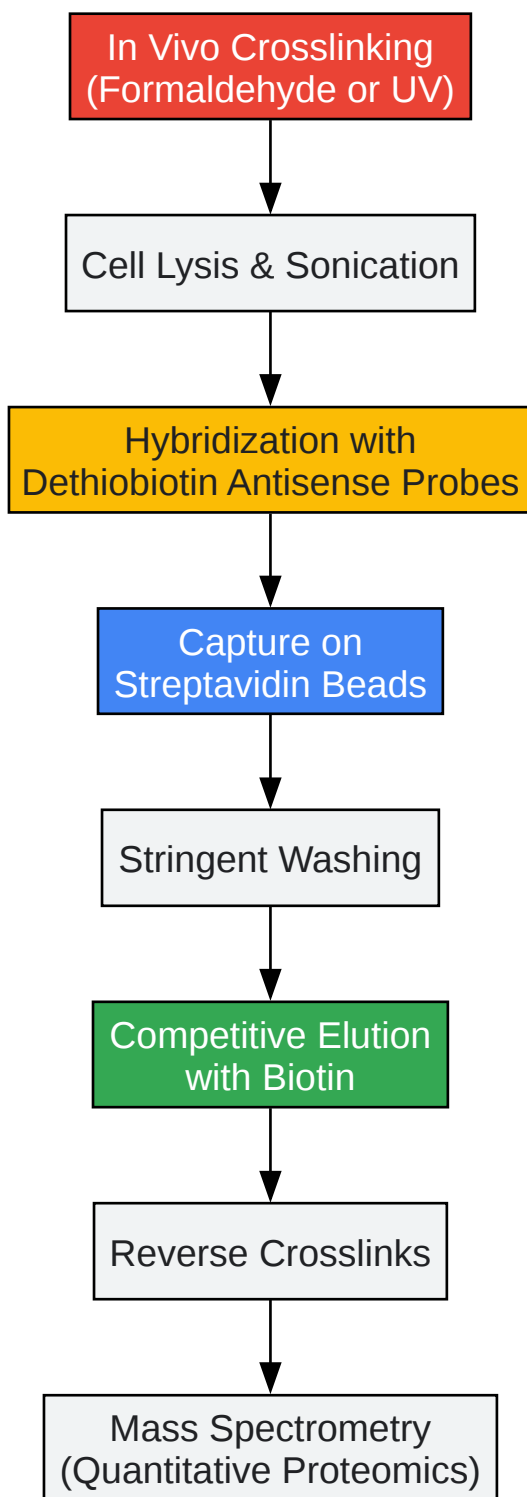 In Vivo Crosslinking
(Formaldehyde or UV)
Cell Lysis & Sonication
Hybridization with
Dethiobiotin Antisense Probes
Capture on
Streptavidin Beads
Stringent Washing
Competitive Elution
with Biotin
Reverse Crosslinks
Mass Spectrometry
(Quantitative Proteomics)